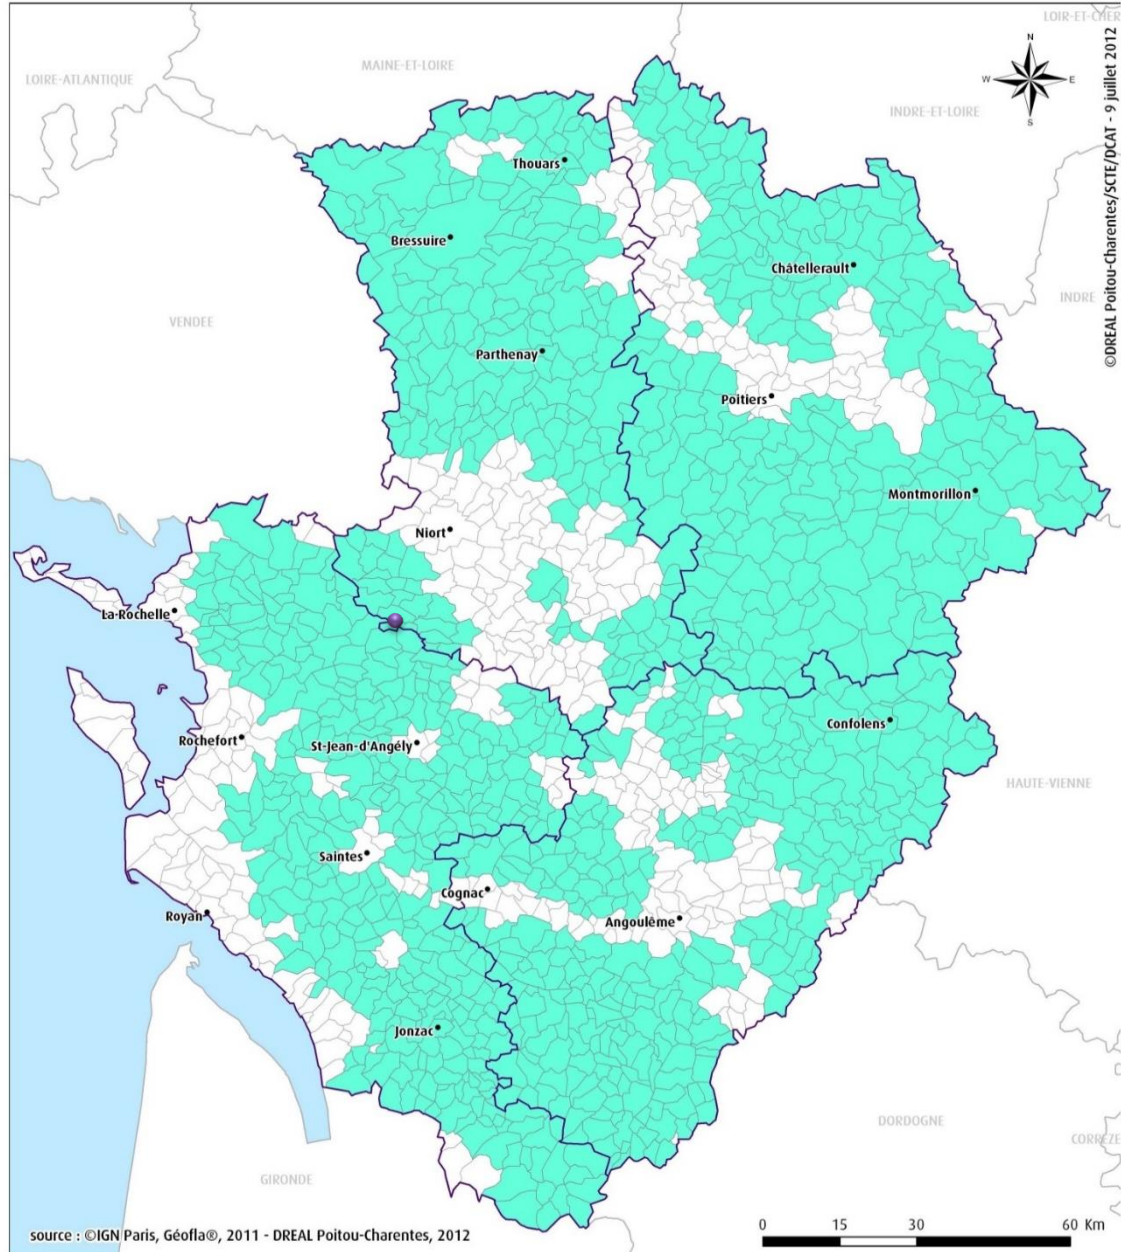 LOIR-ET-CHER
N
W
E
S
MAINE-ET-LOIRE
LOIRE-ATLANTIQUE
INDRE-ET-LOIRE
©DREAL Poitou-Charentes/SCTE/DCAT - 9 juillet 2012
Thouars
Bressuire
Châtellerault
INDRE
VENDEE
Parthenay
Poitiers
Montmorillon
Niort
La-Rochelle
Confolens
Rochefort
St-Jean-d'Angély
HAUTE-VIENNE
Saintes
Cognac
Royan
Angoulême
Jonzac
DORDOGNE
CORREZE
GIRONDE
source : ©IGN Paris, Géofla®, 2011 - DREAL Poitou-Charentes, 2012
0 15 30 60 Km